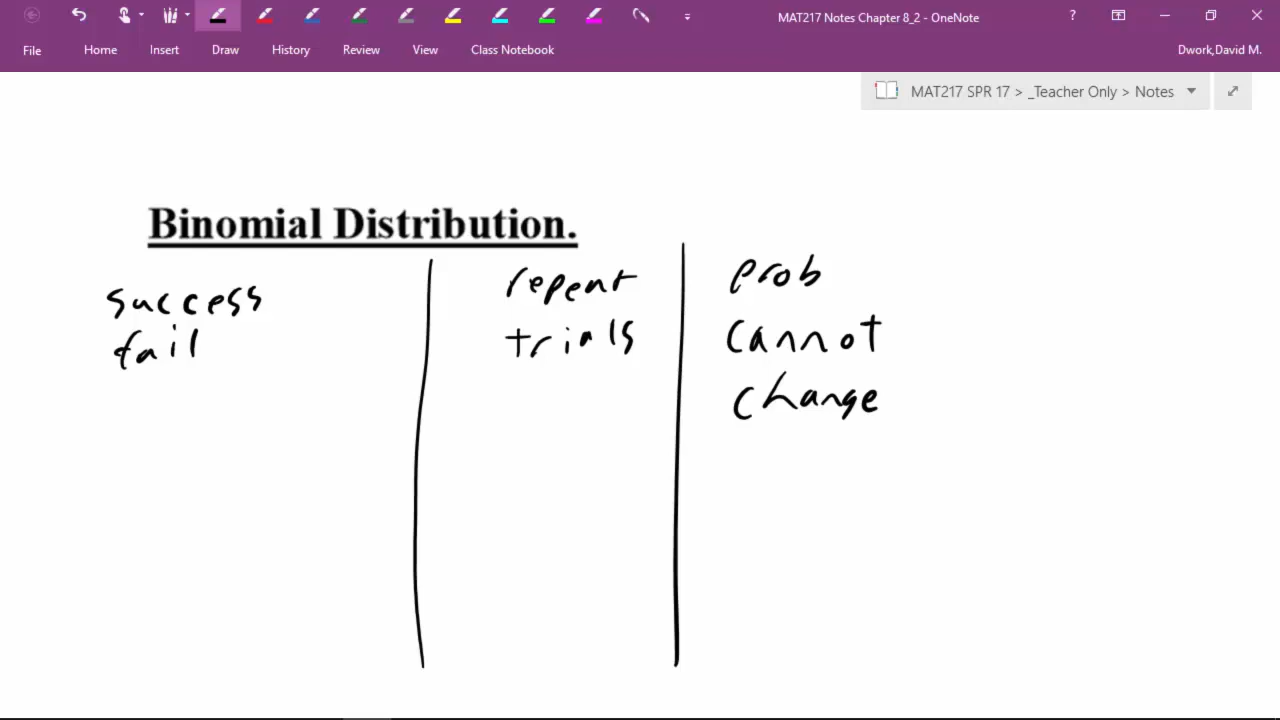 MAT217 Notes Chapter 8_2 - OneNote
?
File
Home
Insert
Draw
History
Review
View
Class Notebook
Dwork,David M.
MAT217 SPR 17 > _Teacher Only > Notes
Binomial Distribution.
success
fail
repeat
trials
prob
cannot
change